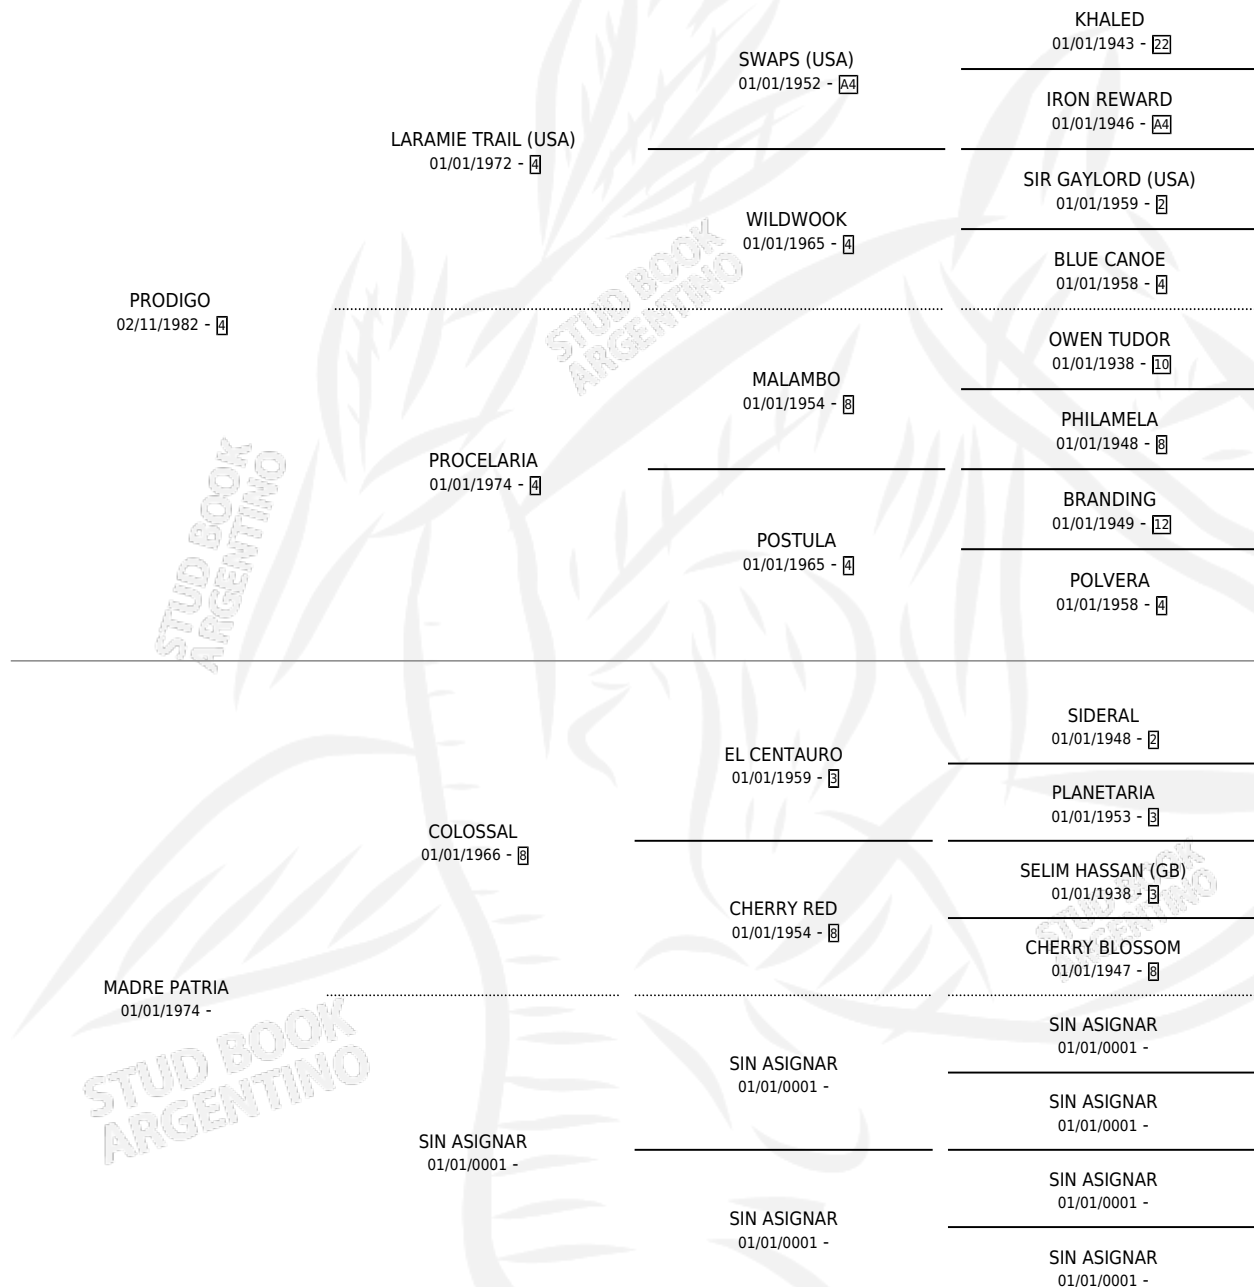 KHALED
01/01/1943 - 22
SWAPS (USA)
01/01/1952 - A4
IRON REWARD
01/01/1946 - A4
LARAMIE TRAIL (USA)
01/01/1972 - 4
SIR GAYLORD (USA)
01/01/1959 - 2
WILDWOOK
01/01/1965 - 4
BLUE CANOE
01/01/1958 - 4
PRODIGO
02/11/1982 - 4
OWEN TUDOR
01/01/1938 - 10
MALAMBO
01/01/1954 - 8
PHILAMELA
01/01/1948 - 8
PROCELARIA
01/01/1974 - 4
BRANDING
01/01/1949 - 12
POSTULA
01/01/1965 - 4
POLVERA
01/01/1958 - 4
SIDERAL
01/01/1948 - 2
EL CENTAURO
01/01/1959 - 3
PLANETARIA
01/01/1953 - 3
COLOSSAL
01/01/1966 - 8
SELIM HASSAN (GB)
01/01/1938 - 3
CHERRY RED
01/01/1954 - 8
CHERRY BLOSSOM
01/01/1947 - 8
MADRE PATRIA
01/01/1974 -
SIN ASIGNAR
01/01/0001 -
SIN ASIGNAR
01/01/0001 -
SIN ASIGNAR
01/01/0001 -
SIN ASIGNAR
01/01/0001 -
SIN ASIGNAR
01/01/0001 -
SIN ASIGNAR
01/01/0001 -
SIN ASIGNAR
01/01/0001 -
STUD BOOK
ARGENTINO
STUD BOOK
ARGENTINO
STUD BOOK
ARGENTINO
STUD BOOK
ARGENTINO